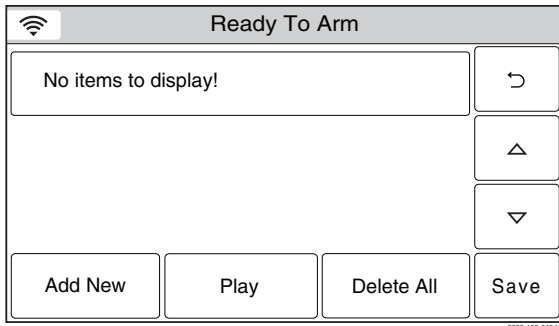 Ready To Arm
No items to display!
Add New
Play
Delete All
Save